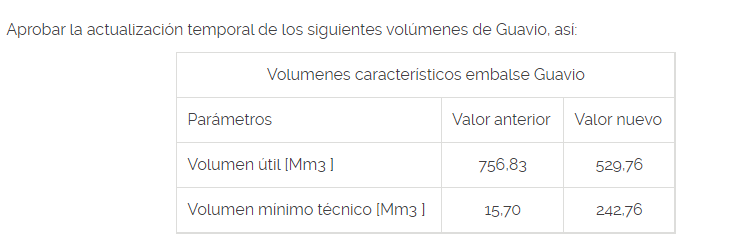 Aprobar la actualización temporal de los siguientes volúmenes de Guavio, así:
Volumenes característicos embalse Guavio
Parámetros Valor anterior Valor nuevo
Volumen útil [Mm3 ] 756,83 529,76
Volumen mínimo técnico [Mm3 ] 15,70 242,76